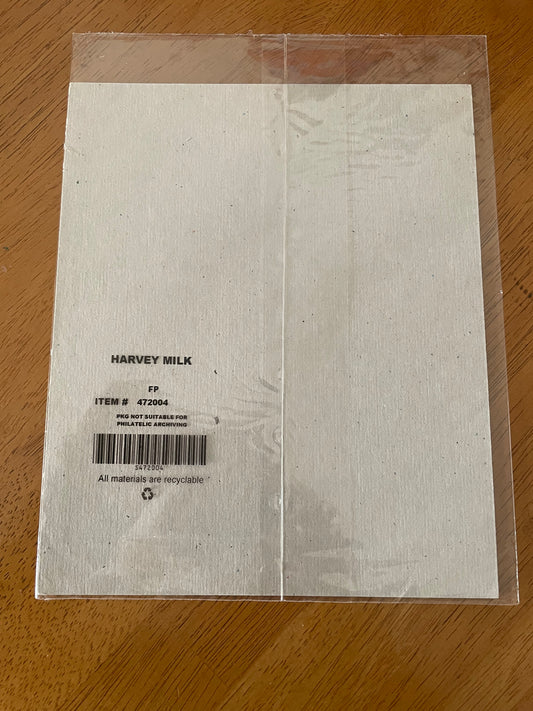 HARVEY MILK
FP
ITEM # 472004
PKG NOT SUITABLE FOR
PHILATELIC ARCHIVING
S472004
All materials are recyclable